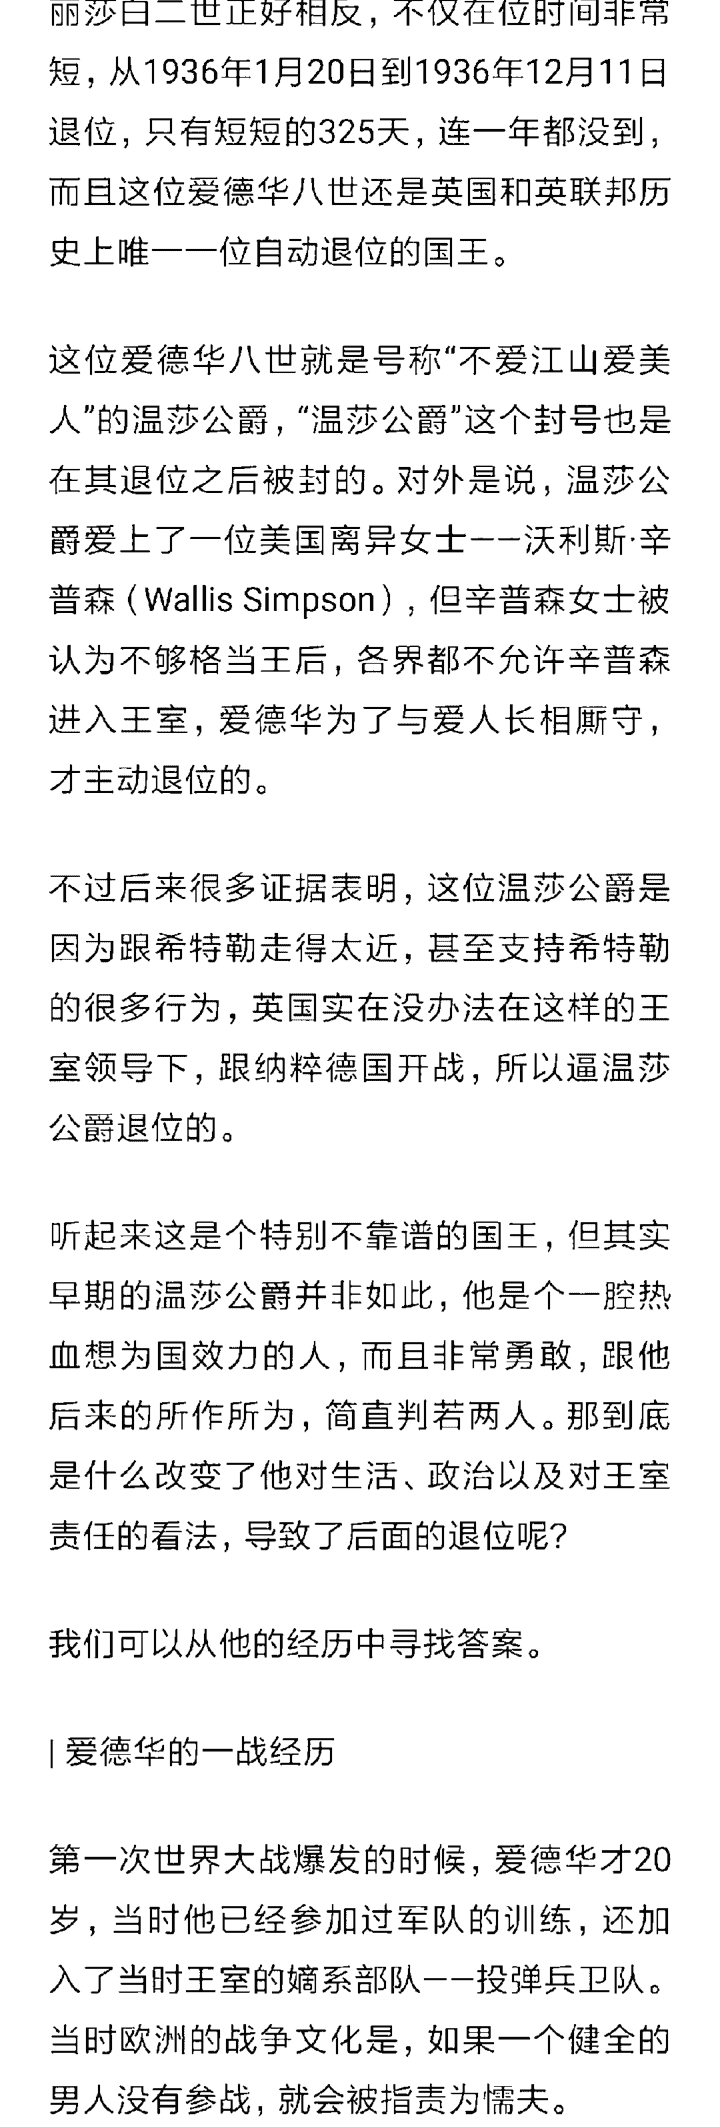 丽莎白二世正好相反，不仅在位时间非常
短，从1936年1月20日到1936年12月11日
退位，只有短短的325天，连一年都没到，
而且这位爱德华八世还是英国和英联邦历
史上唯一一位自动退位的国王。
这位爱德华八世就是号称“不爱江山爱美
人”的温莎公爵，“温莎公爵”这个封号也是
在其退位之后被封的。对外是说，温莎公
爵爱上了一位美国离异女士——沃利斯·辛
普森（Wallis Simpson），但辛普森女士被
认为不够格当王后，各界都不允许辛普森
进入王室，爱德华为了与爱人长相厮守，
才主动退位的。
不过后来很多证据表明，这位温莎公爵是
因为跟希特勒走得太近，甚至支持希特勒
的很多行为，英国实在没办法在这样的王
室领导下，跟纳粹德国开战，所以逼温莎
公爵退位的。
听起来这是个特别不靠谱的国王，但其实
早期的温莎公爵并非如此，他是个一腔热
血想为国效力的人，而且非常勇敢，跟他
后来的所作所为，简直判若两人。那到底
是什么改变了他对生活、政治以及对王室
责任的看法，导致了后面的退位呢？
我们可以从他的经历中寻找答案。
| 爱德华的一战经历
第一次世界大战爆发的时候，爱德华才20
岁，当时他已经参加过军队的训练，还加
入了当时王室的嫡系部队——投弹兵卫队。
当时欧洲的战争文化是，如果一个健全的
男人没有参战，就会被指责为懦夫。